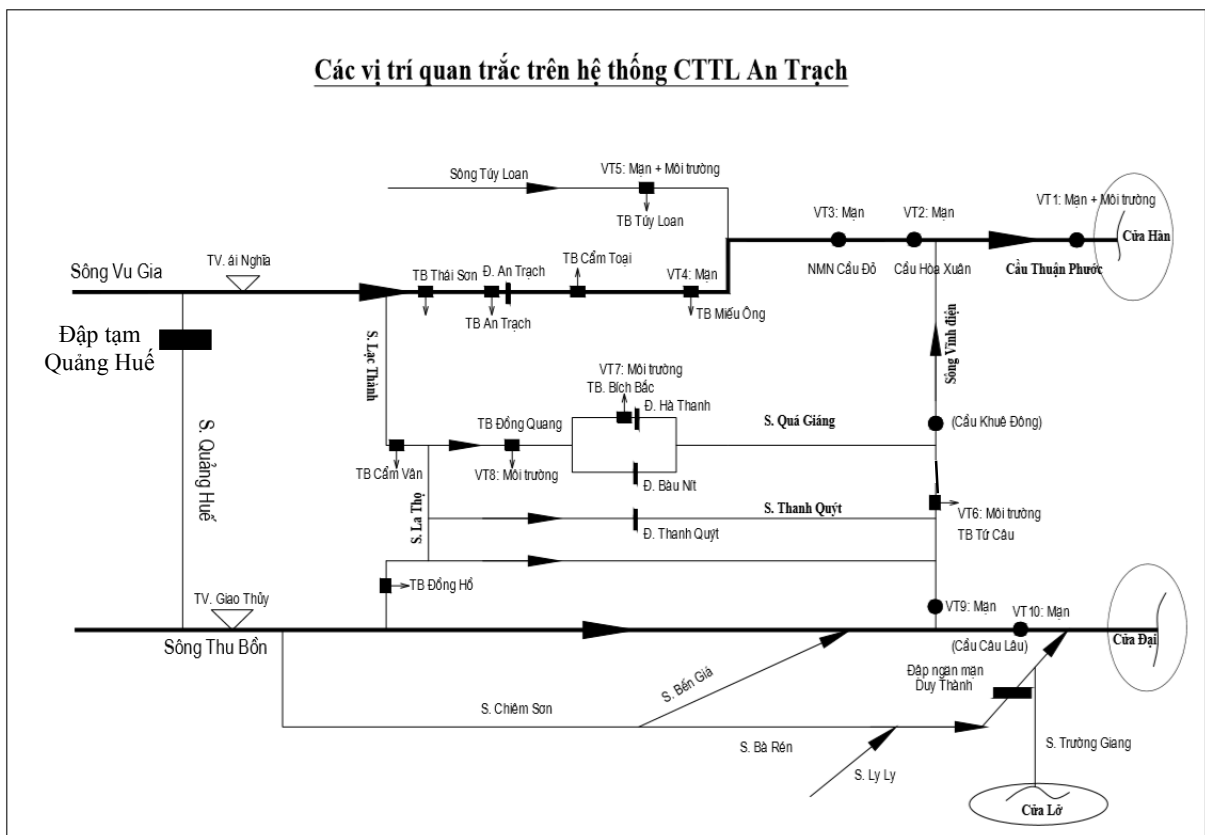 Các vị trí quan trắc trên hệ thống CTTL An Trạch
VT5: Mặn + Môi trường
Sông Túy Loan
TB Túy Loan
VT3: Mặn
VT2: Mặn
VT1: Mặn + Môi trường
Cửa Hàn
NMN Cầu Đỏ
Cầu Hòa Xuân
Cầu Thuận Phước
Sông Vu Gia
TV. ái Nghĩa
TB Thái Sơn
Đ. An Trạch
TB Cẩm Toại
VT4: Mặn
TB An Trạch
TB Miếu Ông
Đập tạm
Quảng Huế
S. Lạc Thành
Sông Vĩnh điện
VT7: Môi trường
TB. Bích Bắc
Đ. Hà Thanh
S. Quảng Huế
TB Đồng Quang
S. Quá Giáng
(Cầu Khuê Đông)
TB Cẩm Văn
VT8: Môi trường
Đ. Bàu Nít
S. La Thọ
S. Thanh Quýt
VT6: Môi trường
TB Tứ Câu
Đ. Thanh Quýt
TB Đồng Hồ
TV. Giao Thủy
VT9: Mặn
VT10: Mặn
Sông Thu Bồn
(Cầu Câu Lâu)
Cửa Đại
Đập ngăn mặn
Duy Thành
S. Bến Giá
S. Chiêm Sơn
S. Bà Rén
S. Trường Giang
S. Ly Ly
Cửa Lở